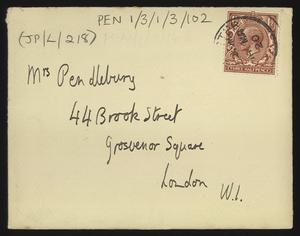 PEN 1/3/1/3/102
(JP/L/218)
Mrs Pendlebury
44 Brook Street
Grosvenor Square
London
W.1.